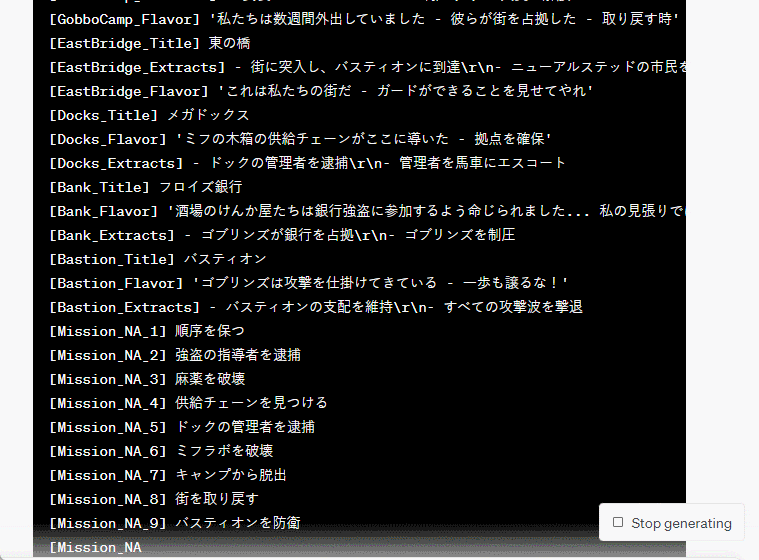 [GobboCamp_Flavor] '私たちは数週間外出していました - 彼らが街を占拠した - 取り戻す時'
[EastBridge_Title] 東の橋
[EastBridge_Extracts] - 街に突入し、バスティオンに到達\r\n- ニューアルステッドの市民を
[EastBridge_Flavor] 'これは私たちの街だ - ガードができることを見せてやれ'
[Docks_Title] メガドックス
[Docks_Flavor] 'ミフの木箱の供給チェーンがここに導いた - 拠点を確保'
[Docks_Extracts] - ドックの管理者を逮捕\r\n- 管理者を馬車にエスコート
[Bank_Title] フロイズ銀行
[Bank_Flavor] '酒場のけんか屋たちは銀行強盗に参加するよう命じられました... 私の見張りで
[Bank_Extracts] - ゴブリンズが銀行を占拠\r\n- ゴブリンズを制圧
[Bastion_Title] バスティオン
[Bastion_Flavor] 'ゴブリンズは攻撃を仕掛けてきている - 一歩も譲るな！'
[Bastion_Extracts] - バスティオンの支配を維持\r\n- すべての攻撃波を撃退
[Mission_NA_1] 順序を保つ
[Mission_NA_2] 強盗の指導者を逮捕
[Mission_NA_3] 麻薬を破壊
[Mission_NA_4] 供給チェーンを見つける
[Mission_NA_5] ドックの管理者を逮捕
[Mission_NA_6] ミフラボを破壊
[Mission_NA_7] キャンプから脱出
[Mission_NA_8] 街を取り戻す
[Mission_NA_9] バスティオンを防衛
[Mission_NA
Stop generating